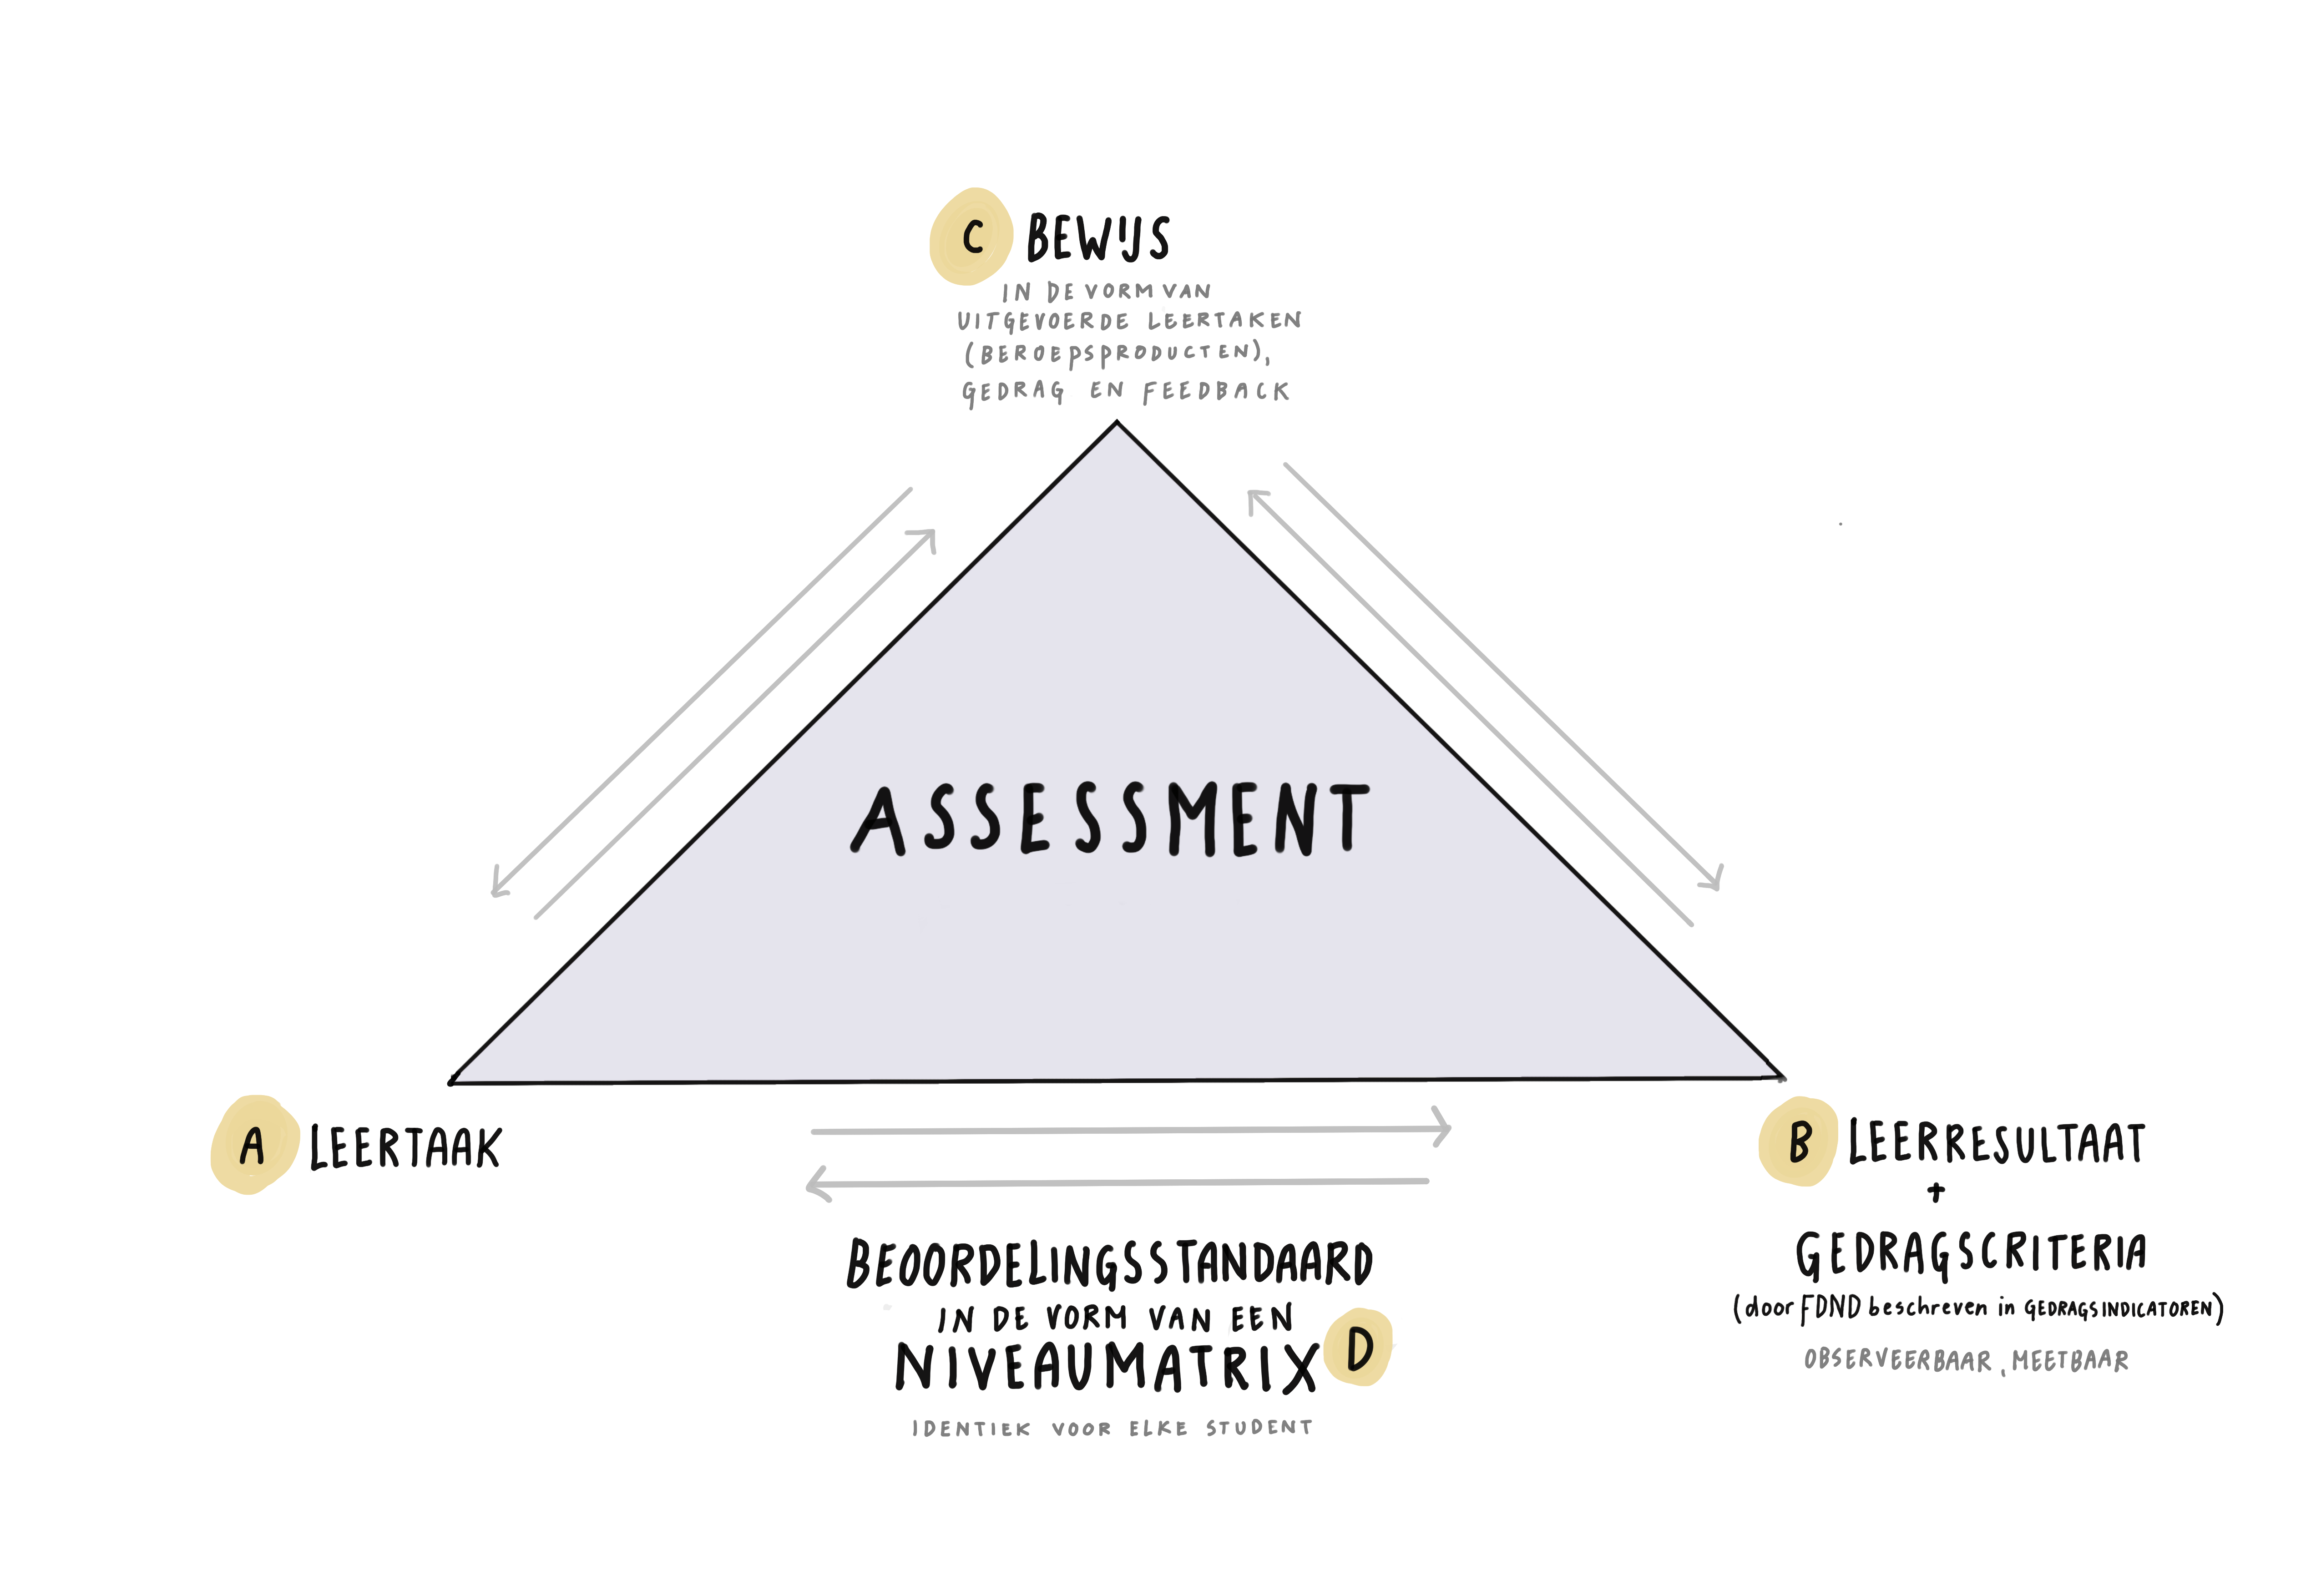 C BEWIJS
IN DE VORM VAN
UITGEVOERDE LEERTAKEN
(BEROEPSPRODUCTEN),
GEDRAG EN FEEDBACK
ASSESSMENT
A LEERTAAK
B LEERRESULTAAT
+
GEDRAGSCRITERIA
(door FDND beschreven in GEDRAGSINDICATOREN)
OBSERVEERBAAR, MEETBAAR
BEOORDELINGSSTANDAARD
IN DE VORM VAN EEN
NIVEAUMATRIX D
IDENTIEK VOOR ELKE STUDENT